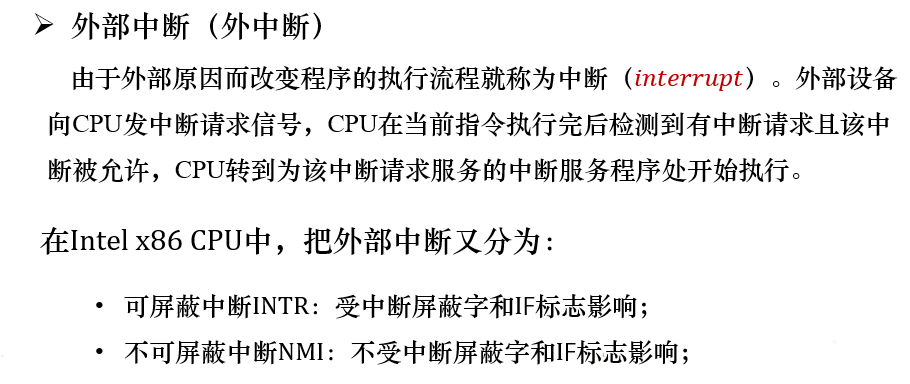 ➢ 外部中断（外中断）
由于外部原因而改变程序的执行流程就称为中断（interrupt）。外部设备
向CPU发中断请求信号，CPU在当前指令执行完后检测到有中断请求且该中
断被允许，CPU转到为该中断请求服务的中断服务程序处开始执行。
在Intel x86 CPU中，把外部中断又分为：
• 可屏蔽中断INTR：受中断屏蔽字和IF标志影响；
• 不可屏蔽中断NMI：不受中断屏蔽字和IF标志影响；